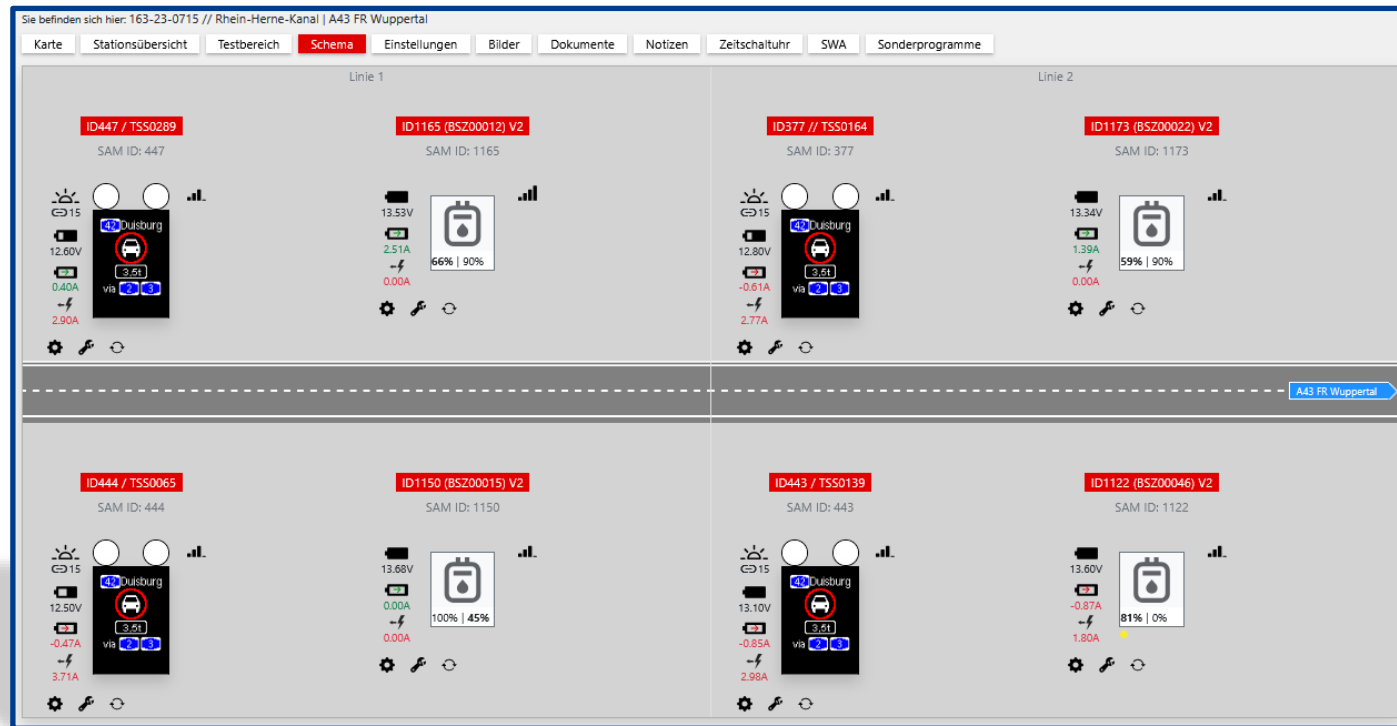 Sie befinden sich hier: 163-23-0715 // Rhein-Herne-Kanal | A43 FR Wuppertal
Karte Stationsübersicht Testbereich Schema Einstellungen Bilder Dokumente Notizen Zeitschaltuhr SWA Sonderprogramme
Linie 1 Linie 2
ID447 / TSS0289 ID1165 (BSZ00012) V2 ID377 // TSS0164 ID1173 (BSZ00022) V2
SAM ID: 447 SAM ID: 1165 SAM ID: 377 SAM ID: 1173
15 13.53V 15 13.34V
42 Duisburg 42 Duisburg
12.60V 2.51A 66% | 90% 12.80V 1.39A 59% | 90%
3,5t 3,5t
0.40A via 2 3 0.00A -0.61A via 2 3 0.00A
2.90A 2.77A
A43 FR Wuppertal
ID444 / TSS0065 ID1150 (BSZ00015) V2 ID443 / TSS0139 ID1122 (BSZ00046) V2
SAM ID: 444 SAM ID: 1150 SAM ID: 443 SAM ID: 1122
15 13.68V 15 13.60V
42 Duisburg 42 Duisburg
12.50V 0.00A 100% | 45% 13.10V -0.87A 81% | 0%
3,5t 3,5t
-0.47A via 2 3 0.00A -0.85A via 2 3 1.80A
3.71A 2.98A